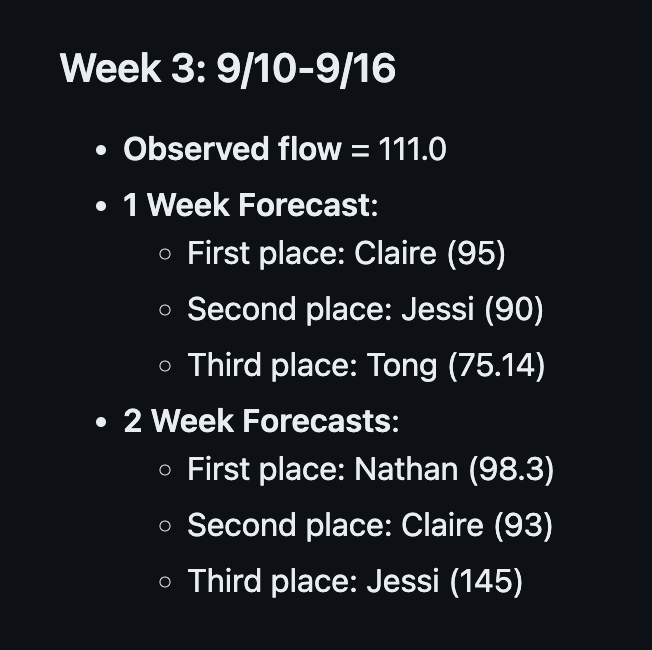 Week 3: 9/10-9/16
• Observed flow = 111.0
• 1 Week Forecast:
◦ First place: Claire (95)
◦ Second place: Jessi (90)
◦ Third place: Tong (75.14)
• 2 Week Forecasts:
◦ First place: Nathan (98.3)
◦ Second place: Claire (93)
◦ Third place: Jessi (145)